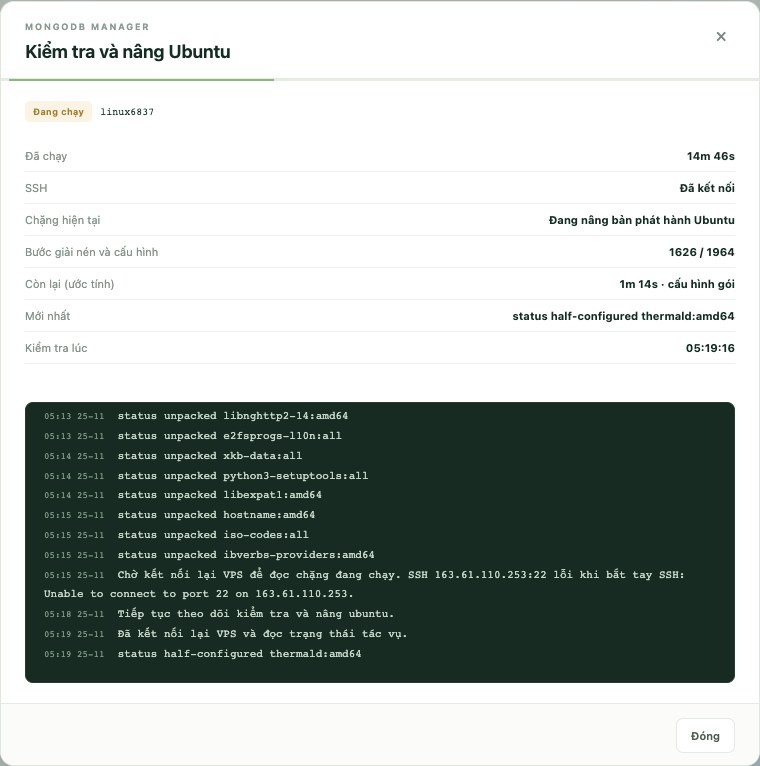 MONGODB MANAGER
Kiểm tra và nâng Ubuntu
Đang chạy linux6837
Đã chạy 14m 46s
SSH Đã kết nối
Chặng hiện tại Đang nâng bản phát hành Ubuntu
Bước giải nén và cấu hình 1626 / 1964
Còn lại (ước tính) 1m 14s · cấu hình gói
Mới nhất status half-configured thermald:amd64
Kiểm tra lúc 05:19:16
05:13 25-11 status unpacked libnghttp2-14:amd64
05:13 25-11 status unpacked e2fsprogs-l10n:all
05:14 25-11 status unpacked xkb-data:all
05:14 25-11 status unpacked python3-setuptools:all
05:14 25-11 status unpacked libexpat1:amd64
05:15 25-11 status unpacked hostname:amd64
05:15 25-11 status unpacked iso-codes:all
05:15 25-11 status unpacked ibverbs-providers:amd64
05:15 25-11 Chờ kết nối lại VPS để đọc chặng đang chạy. SSH 163.61.110.253:22 lỗi khi bắt tay SSH:
Unable to connect to port 22 on 163.61.110.253.
05:18 25-11 Tiếp tục theo dõi kiểm tra và nâng ubuntu.
05:19 25-11 Đã kết nối lại VPS và đọc trạng thái tác vụ.
05:19 25-11 status half-configured thermald:amd64
Đóng